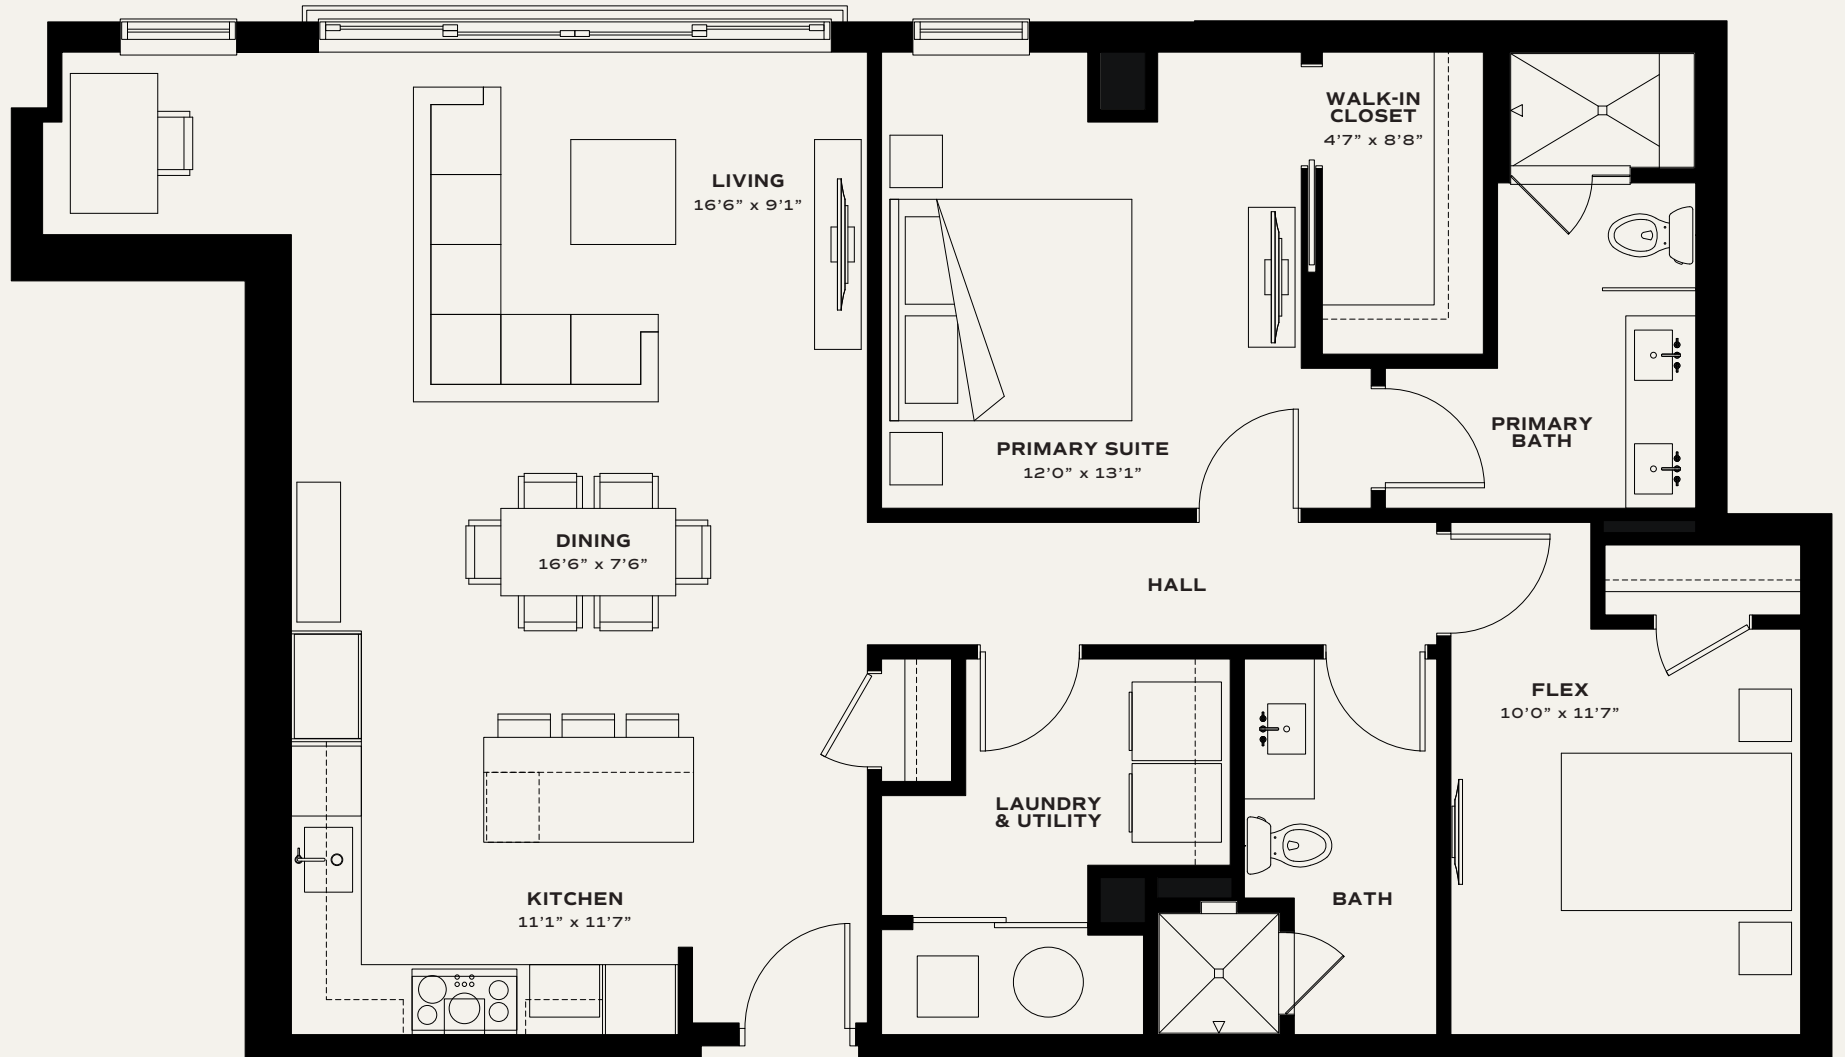 WALK-IN
CLOSET
4’7” x 8’8”
LIVING
16’6” x 9’1”
PRIMARY
BATH
PRIMARY SUITE
12’0” x 13’1”
DINING
16’6” x 7’6”
HALL
FLEX
10’0” x 11’7”
LAUNDRY
& UTILITY
KITCHEN
11’1” x 11’7”
BATH